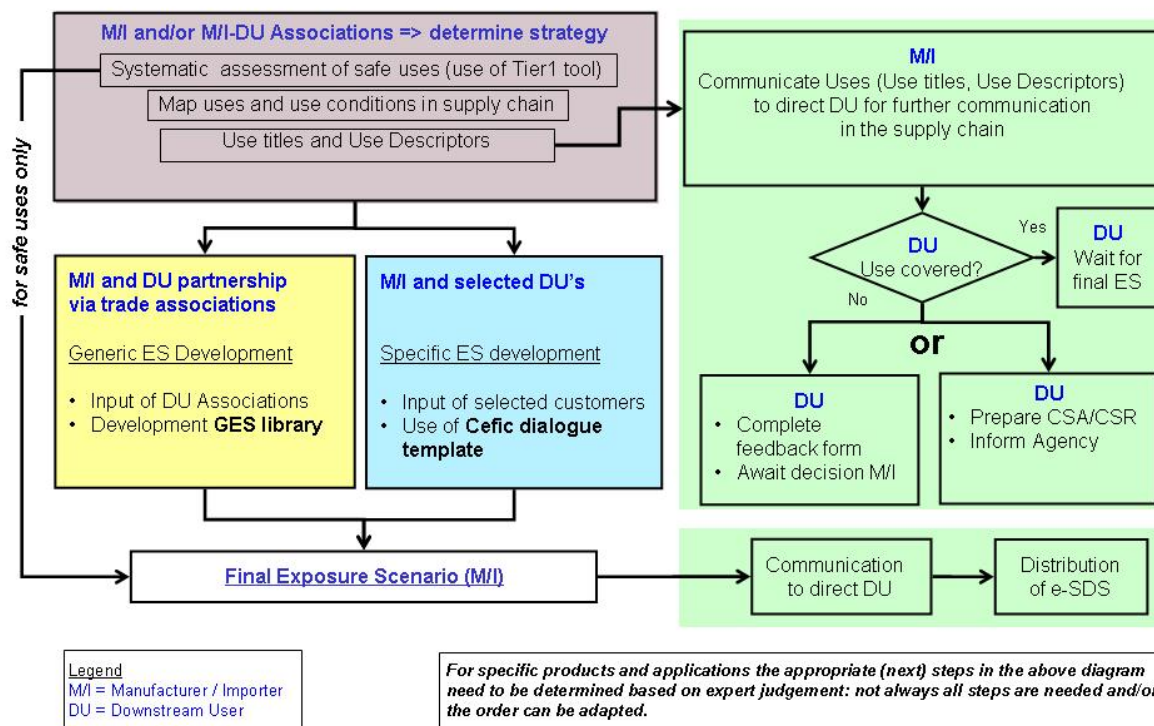 M/I and/or M/I-DU Associations => determine strategy
Systematic assessment of safe uses (use of Tier1 tool)
Map uses and use conditions in supply chain
Use titles and Use Descriptors
for safe uses only
M/I
Communicate Uses (Use titles, Use Descriptors)
to direct DU for further communication
in the supply chain
DU
Use covered?
Yes
No
DU
Wait for
final ES
or
DU
• Complete
feedback form
• Await decision M/I
DU
• Prepare CSA/CSR
• Inform Agency
M/I and DU partnership
via trade associations
Generic ES Development
• Input of DU Associations
• Development GES library
M/I and selected DU's
Specific ES development
• Input of selected customers
• Use of Cefic dialogue
template
Final Exposure Scenario (M/I)
Communication
to direct DU
Distribution
of e-SDS
Legend
M/I = Manufacturer / Importer
DU = Downstream User
For specific products and applications the appropriate (next) steps in the above diagram
need to be determined based on expert judgement: not always all steps are needed and/or
the order can be adapted.